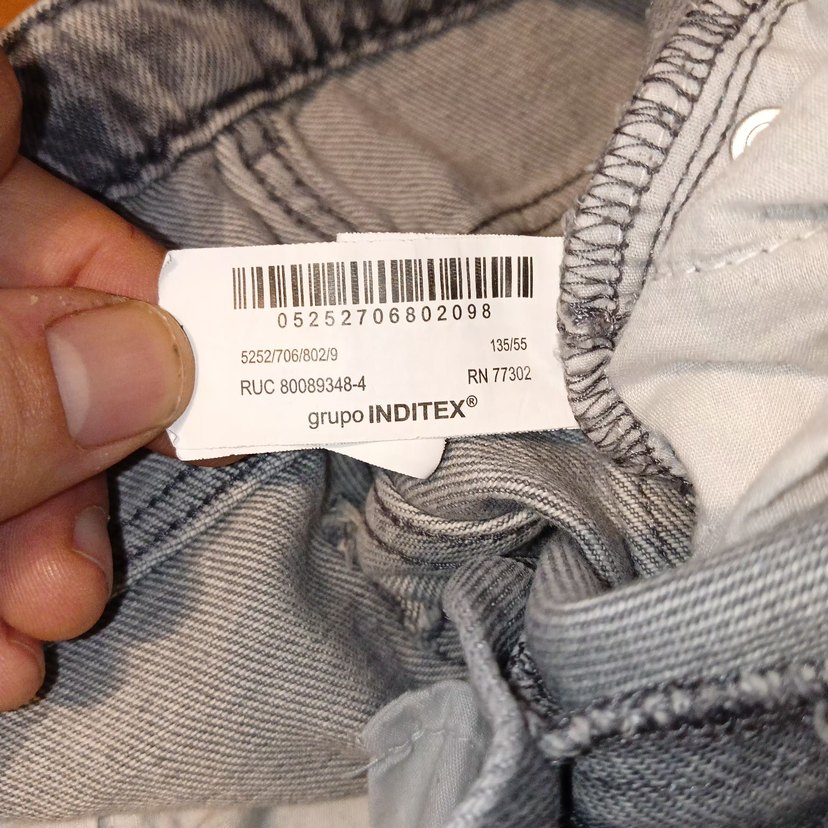 05252706802098
5252/706/802/9 135/55
RUC 80089348-4 RN 77302
grupo INDITEX®